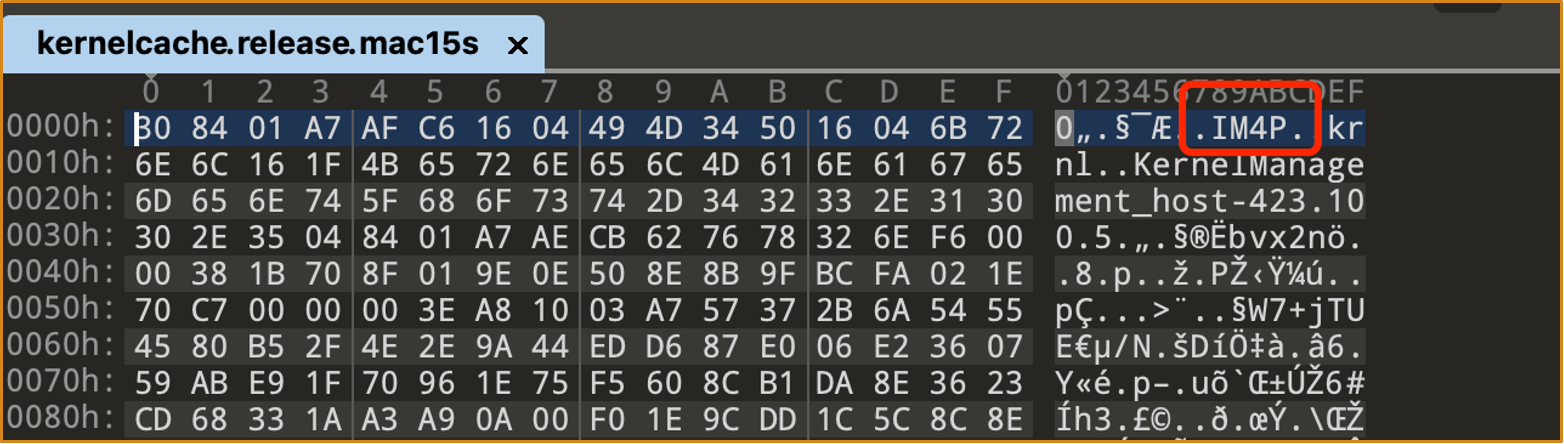 kernelcache.release.mac15s ×
0 1 2 3 4 5 6 7 8 9 A B C D E F 0123456789ABCDEF
0000h: 30 84 01 A7 AF C6 16 04 49 4D 34 50 16 04 6B 72 0„.§¯Æ..IM4P..kr
0010h: 6E 6C 16 1F 4B 65 72 6E 65 6C 4D 61 6E 61 67 65 nl..KernelManage
0020h: 6D 65 6E 74 5F 68 6F 73 74 2D 34 32 33 2E 31 30 ment_host-423.10
0030h: 30 2E 35 04 84 01 A7 AE CB 62 76 78 32 6E F6 00 0.5.„.§®Ëbvx2nö.
0040h: 00 38 1B 70 8F 01 9E 0E 50 8E 8B 9F BC FA 02 1E .8.p..ž.PŽ‹Ÿ¼ú..
0050h: 70 C7 00 00 00 3E A8 10 03 A7 57 37 2B 6A 54 55 pÇ...>¨..§W7+jTU
0060h: 45 80 B5 2F 4E 2E 9A 44 ED D6 87 E0 06 E2 36 07 E€µ/N.šDíÖ‡à.â6.
0070h: 59 AB E9 1F 70 96 1E 75 F5 60 8C B1 DA 8E 36 23 Y«é.p–.uõ`Œ±ÚŽ6#
0080h: CD 68 33 1A A3 A9 0A 00 F0 1E 9C DD 1C 5C 8C 8E Íh3.£©..ð.œÝ.\ŒŽ